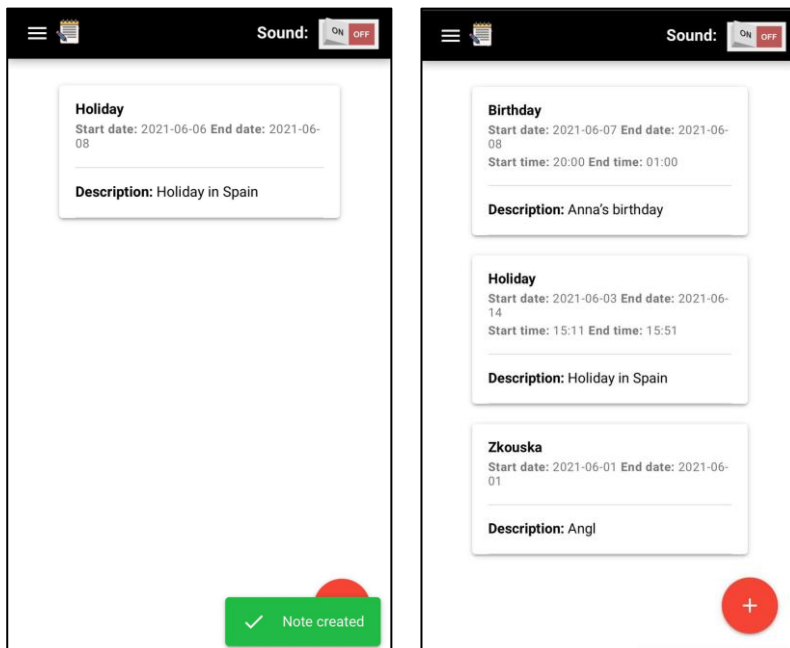 Sound: ON OFF
Holiday
Start date: 2021-06-06 End date: 2021-06-
08
Description: Holiday in Spain
Note created
Sound: ON OFF
Birthday
Start date: 2021-06-07 End date: 2021-06-
08
Start time: 20:00 End time: 01:00
Description: Anna's birthday
Holiday
Start date: 2021-06-03 End date: 2021-06-
14
Start time: 15:11 End time: 15:51
Description: Holiday in Spain
Zkouska
Start date: 2021-06-01 End date: 2021-06-
01
Description: Angl
+